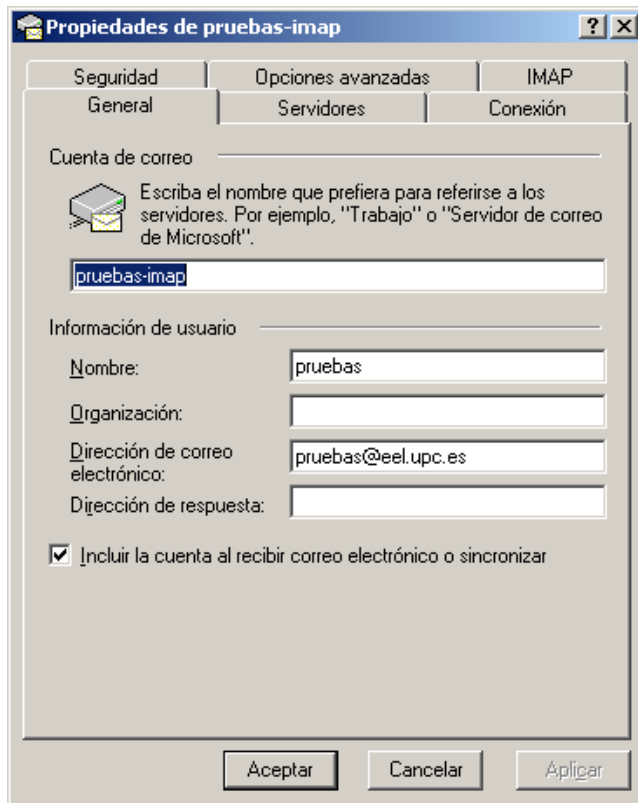 Propiedades de pruebas-imap
Seguridad Opciones avanzadas IMAP
General Servidores Conexión
Cuenta de correo
Escriba el nombre que prefiera para referirse a los
servidores. Por ejemplo, "Trabajo" o "Servidor de correo
de Microsoft".
pruebas-imap
Información de usuario
Nombre: pruebas
Organización:
Dirección de correo
electrónico: pruebas@eel.upc.es
Dirección de respuesta:
Incluir la cuenta al recibir correo electrónico o sincronizar
Aceptar Cancelar Aplicar